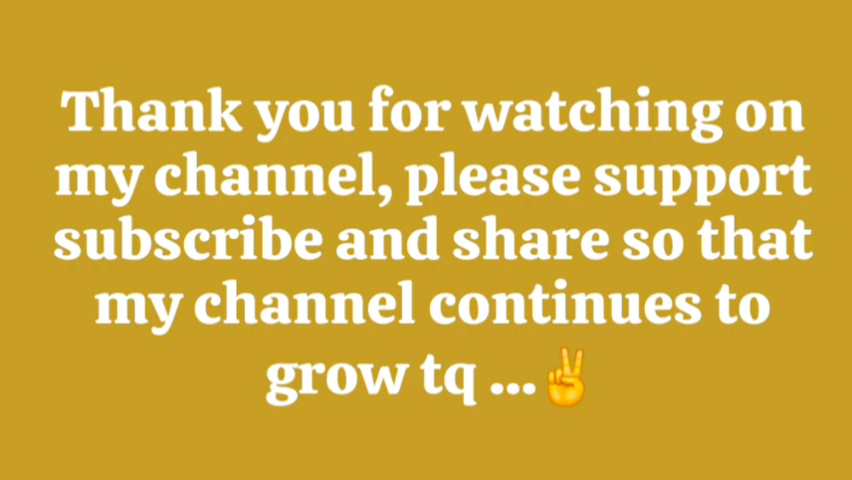 Thank you for watching on
my channel, please support
subscribe and share so that
my channel continues to
grow tq ...✌️